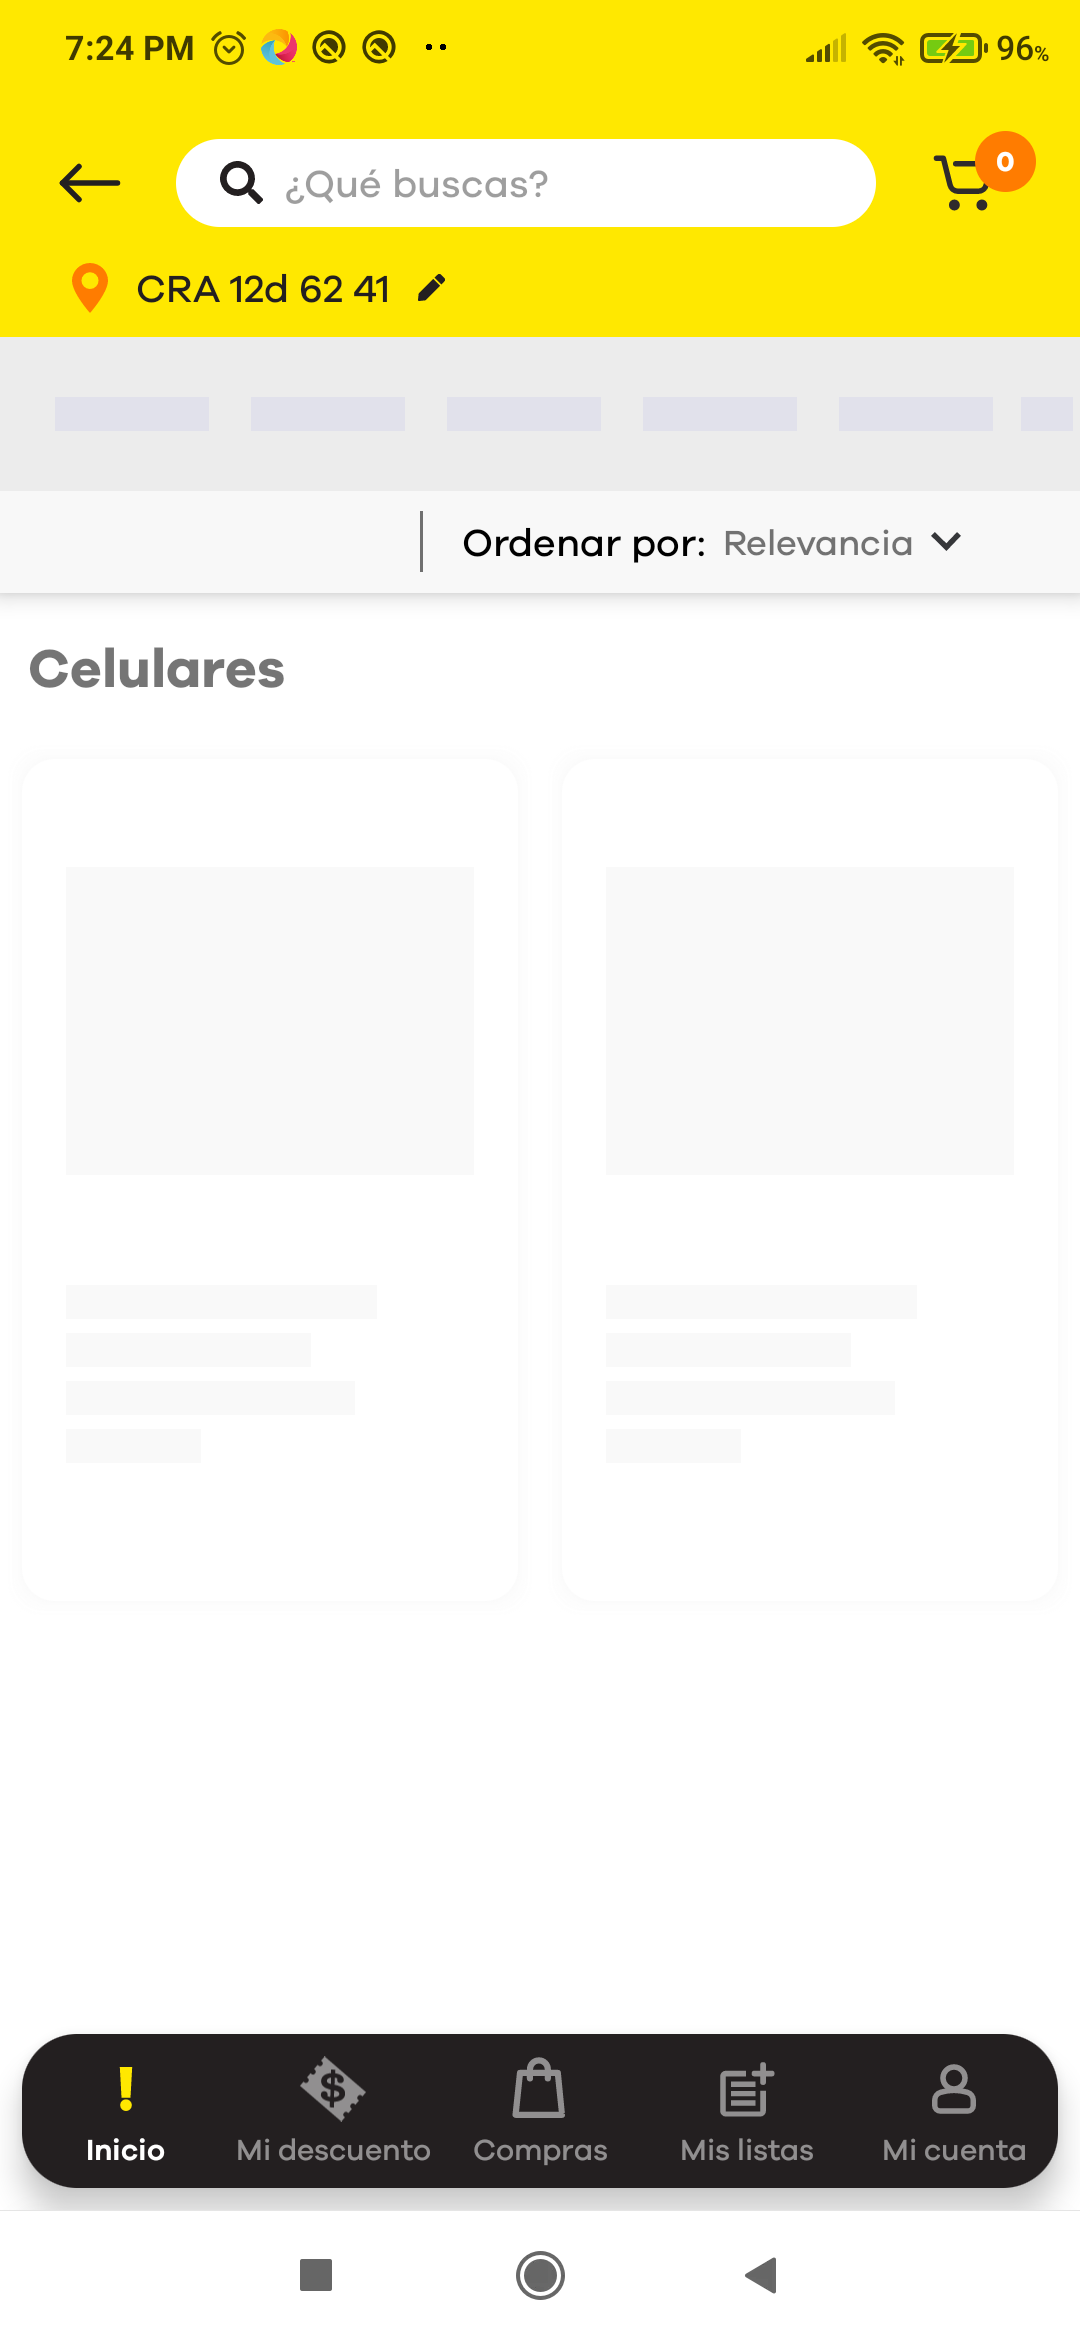 7:24 PM
96%
¿Qué buscas?
0
CRA 12d 62 41
Ordenar por: Relevancia
Celulares
Inicio
Mi descuento
Compras
Mis listas
Mi cuenta